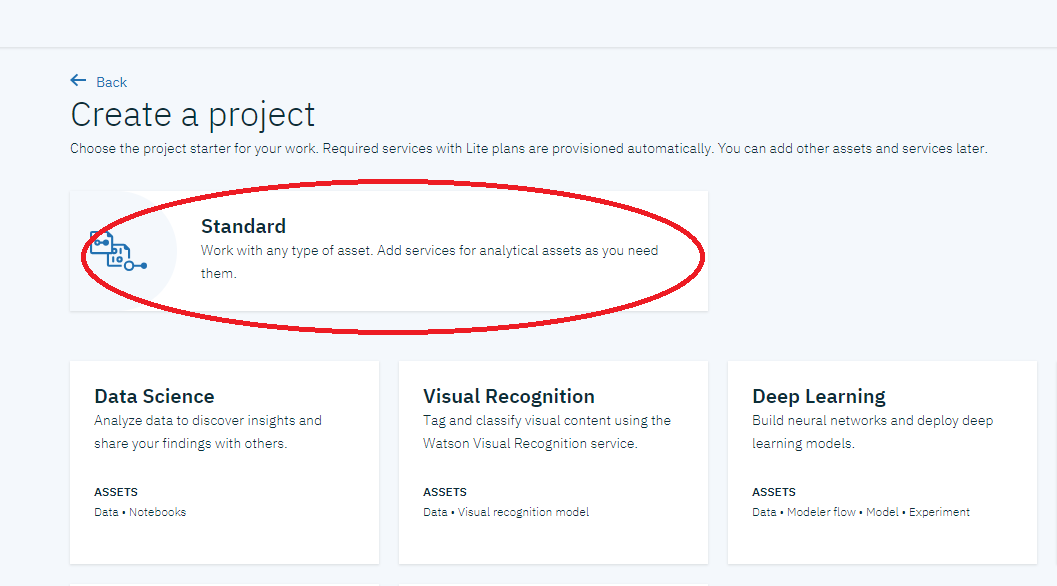 Back
Create a project
Choose the project starter for your work. Required services with Lite plans are provisioned automatically. You can add other assets and services later.
Standard
Work with any type of asset. Add services for analytical assets as you need
them.
Data Science
Analyze data to discover insights and
share your findings with others.
ASSETS
Data • Notebooks
Visual Recognition
Tag and classify visual content using the
Watson Visual Recognition service.
ASSETS
Data • Visual recognition model
Deep Learning
Build neural networks and deploy deep
learning models.
ASSETS
Data • Modeler flow • Model • Experiment